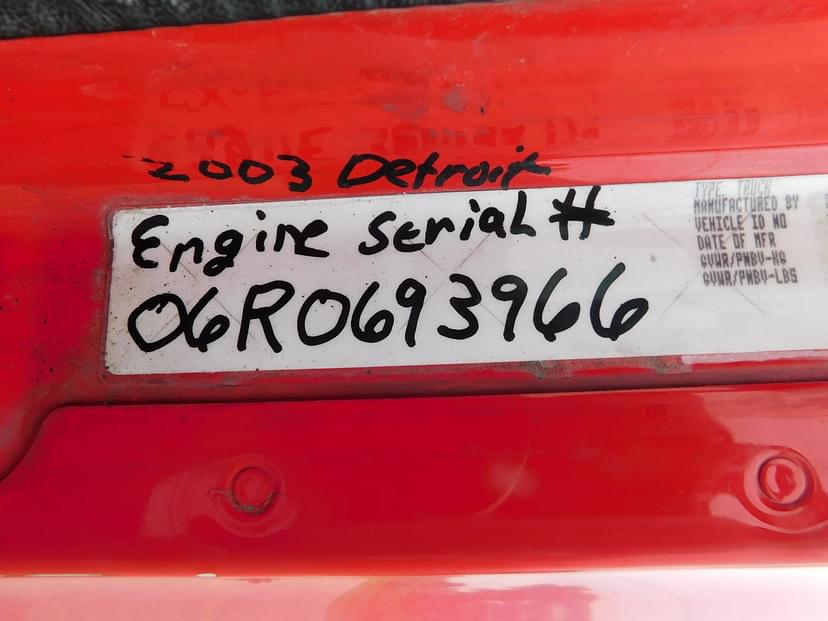 2003 Detroit
Engine Serial #
06R0693966
TYPE: TRUCK
MANUFACTURED BY
VEHICLE ID NO
DATE OF MFR
GVWR/PNBV-KG
GVWR/PNBV-LBS